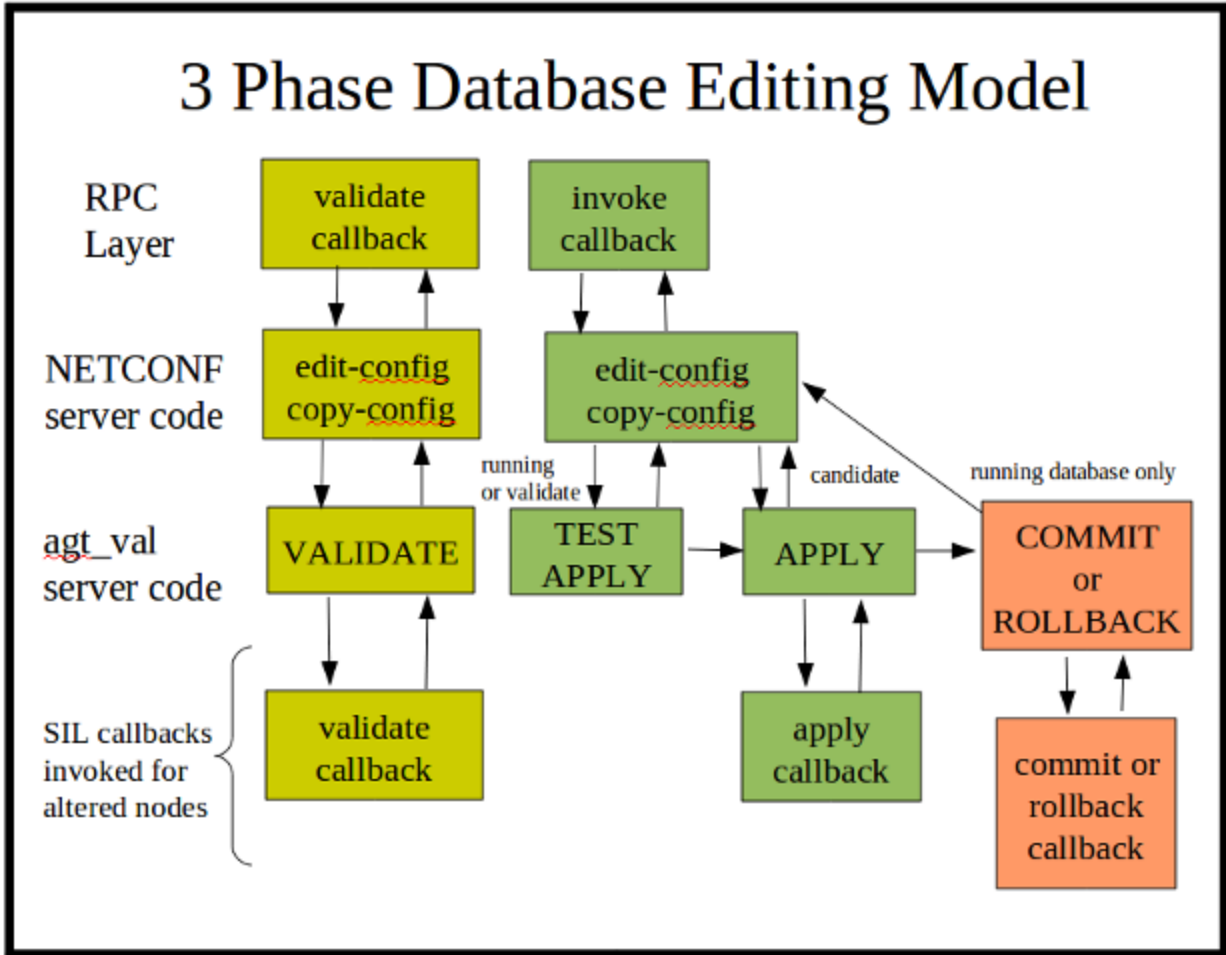 3 Phase Database Editing Model
RPC
Layer
validate
callback
invoke
callback
NETCONF
server code
edit-config
copy-config
edit-config
copy-config
running
or validate
candidate
running database only
agt_val
server code
VALIDATE
TEST
APPLY
APPLY
COMMIT
or
ROLLBACK
SIL callbacks
invoked for
altered nodes
validate
callback
apply
callback
commit or
rollback
callback